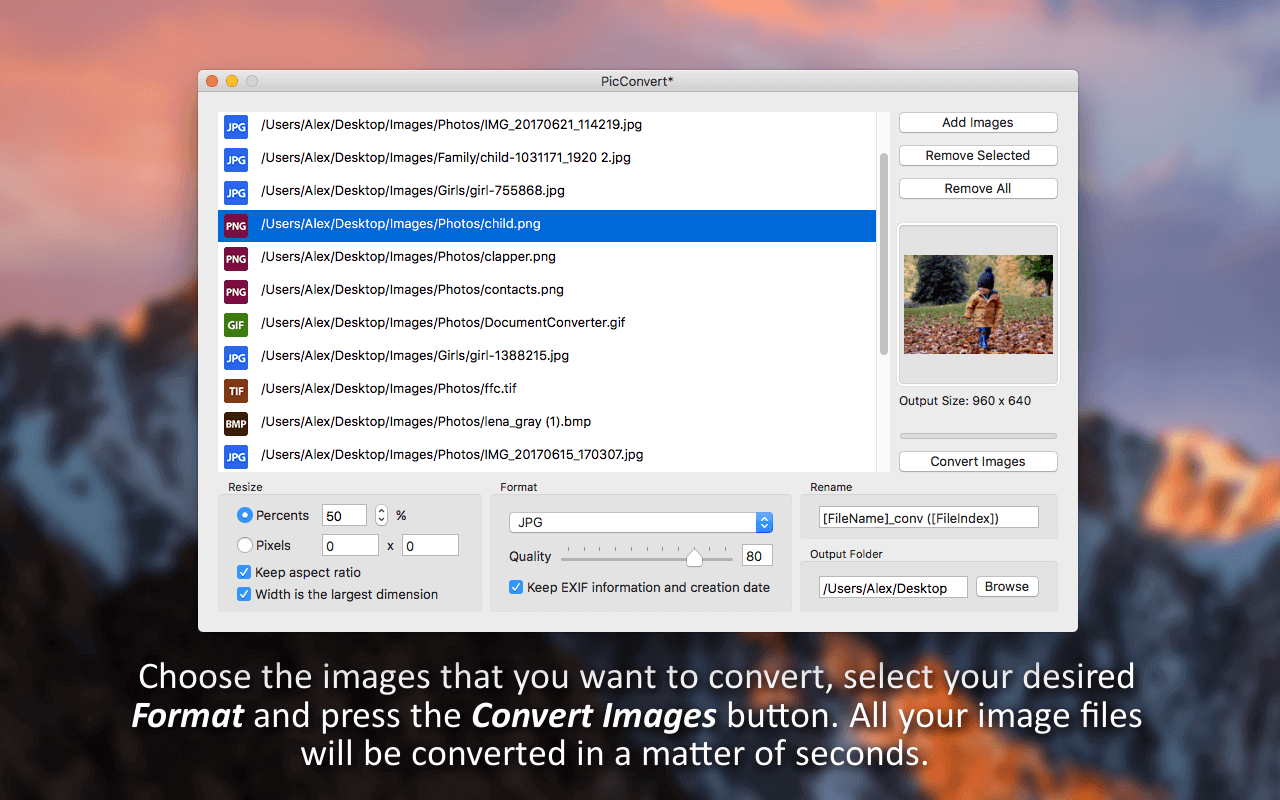 PicConvert*
JPG /Users/Alex/Desktop/Images/Photos/IMG_20170621_114219.jpg
JPG /Users/Alex/Desktop/Images/Family/child-1031171_1920 2.jpg
JPG /Users/Alex/Desktop/Images/Girls/girl-755868.jpg
PNG /Users/Alex/Desktop/Images/Photos/child.png
PNG /Users/Alex/Desktop/Images/Photos/clapper.png
PNG /Users/Alex/Desktop/Images/Photos/contacts.png
GIF /Users/Alex/Desktop/Images/Photos/DocumentConverter.gif
JPG /Users/Alex/Desktop/Images/Girls/girl-1388215.jpg
TIF /Users/Alex/Desktop/Images/Photos/ffc.tif
BMP /Users/Alex/Desktop/Images/Photos/lena_gray (1).bmp
JPG /Users/Alex/Desktop/Images/Photos/IMG_20170615_170307.jpg
Add Images
Remove Selected
Remove All
Output Size: 960 x 640
Convert Images
Resize
Percents 50 %
Pixels 0 x 0
Keep aspect ratio
Width is the largest dimension
Format
JPG
Quality 80
Keep EXIF information and creation date
Rename
[FileName]_conv ([FileIndex])
Output Folder
/Users/Alex/Desktop Browse
Choose the images that you want to convert, select your desired
Format and press the Convert Images button. All your image files
will be converted in a matter of seconds.